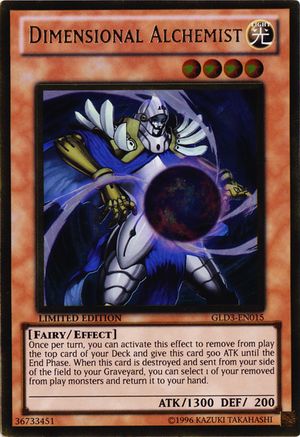 DIMENSIONAL ALCHEMIST
LIGHT
光
LIMITED EDITION
GLD3-EN015
[FAIRY/EFFECT]
Once per turn, you can activate this effect to remove from play
the top card of your Deck and give this card 500 ATK until the
End Phase. When this card is destroyed and sent from your side
of the field to your Graveyard, you can select 1 of your removed
from play monsters and return it to your hand.
ATK/1300 DEF/ 200
36733451
©1996 KAZUKI TAKAHASHI